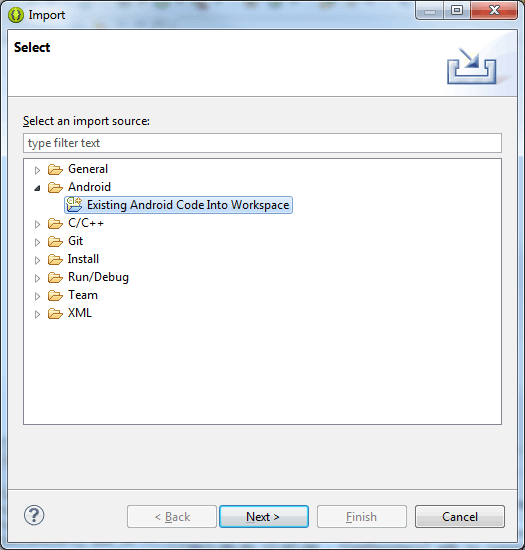 Import
Select
Select an import source:
type filter text
General
Android
Existing Android Code Into Workspace
C/C++
Git
Install
Run/Debug
Team
XML
?
< Back
Next >
Finish
Cancel